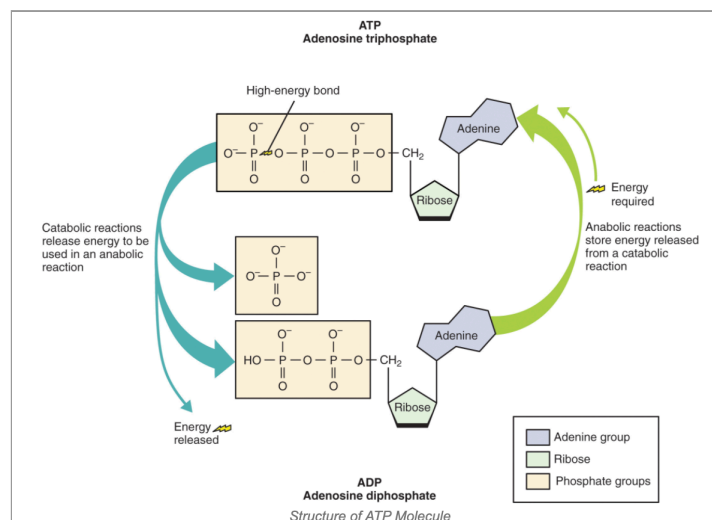 ATP
Adenosine triphosphate
High-energy bond
O⁻ O⁻ O⁻
O⁻ P O P O P O CH₂
O O O
Adenine
Ribose
Energy
required
Catabolic reactions
release energy to be
used in an anabolic
reaction
Anabolic reactions
store energy released
from a catabolic
reaction
O⁻
O⁻ P O⁻
O
O⁻ O⁻
HO P O P O CH₂
O O
Adenine
Ribose
Energy
released
Adenine group
Ribose
Phosphate groups
ADP
Adenosine diphosphate
Structure of ATP Molecule